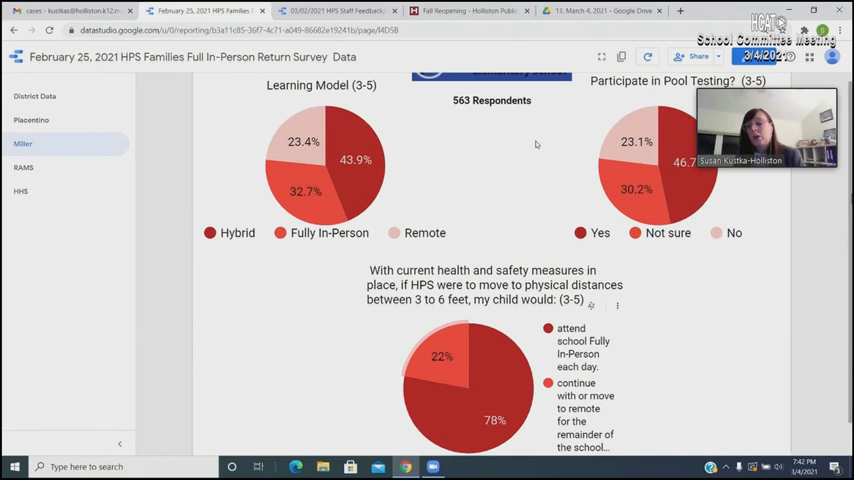 cases - kuztkas@holliston.k12.m
February 25, 2021 HPS Families F
03/02/2021 HPS Staff Feedback/
Fall Reopening - Holliston Public
13. March 4, 2021 - Google Drive
HCAT
School Committee Meeting
3/4/2021
datastudio.google.com/u/0/reporting/b3a11c85-37f4-4c71-a049-86682e19241b/page/i4DSB
February 25, 2021 HPS Families Full In-Person Return Survey Data
Share
District Data
Placentino
Miller
RAMS
HHS
Elementary School
563 Respondents
Learning Model (3-5)
23.4%
43.9%
32.7%
Hybrid
Fully In-Person
Remote
Participate in Pool Testing? (3-5)
23.1%
46.7
30.2%
Yes
Not sure
No
Susan Kustka-Holliston
With current health and safety measures in
place, if HPS were to move to physical distances
between 3 to 6 feet, my child would: (3-5)
22%
78%
attend
school Fully
In-Person
each day.
continue
with or move
to remote
for the
remainder of
the school...
Type here to search
7:42 PM
3/4/2021